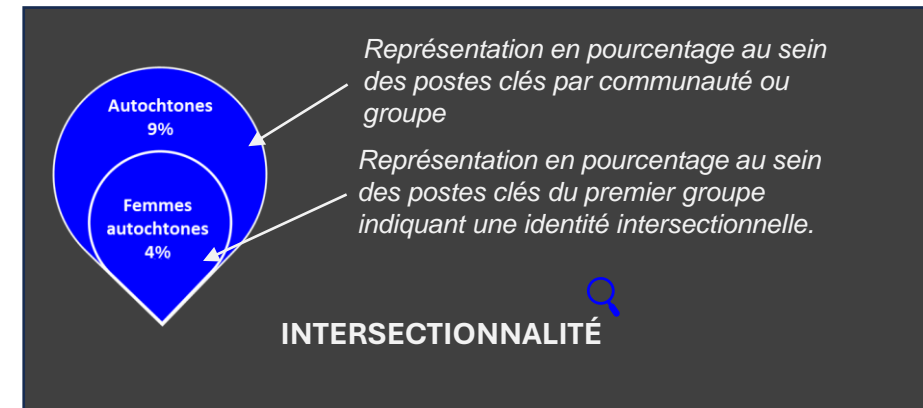 Autochtones
9%
Femmes
autochtones
4%
Représentation en pourcentage au sein
des postes clés par communauté ou
groupe
Représentation en pourcentage au sein
des postes clés du premier groupe
indiquant une identité intersectionnelle.
INTERSECTIONNALITÉ